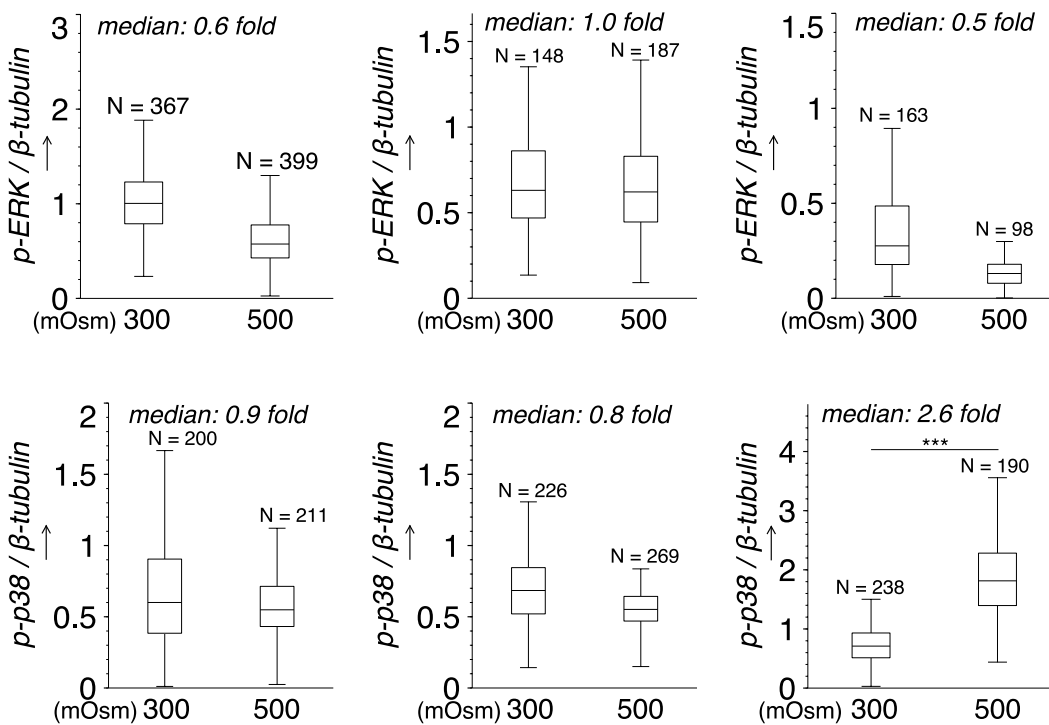 median: 0.6 fold
3
2
1
0
p-ERK / β-tubulin →
N = 367
N = 399
(mOsm) 300 500
median: 1.0 fold
1.5
1
0.5
0
p-ERK / β-tubulin →
N = 148
N = 187
(mOsm) 300 500
median: 0.5 fold
1.5
1
0.5
0
p-ERK / β-tubulin →
N = 163
N = 98
(mOsm) 300 500
median: 0.9 fold
2
1.5
1
0.5
0
p-p38 / β-tubulin →
N = 200
N = 211
(mOsm) 300 500
median: 0.8 fold
2
1.5
1
0.5
0
p-p38 / β-tubulin →
N = 226
N = 269
(mOsm) 300 500
median: 2.6 fold
4
3
2
1
0
p-p38 / β-tubulin →
***
N = 190
N = 238
(mOsm) 300 500